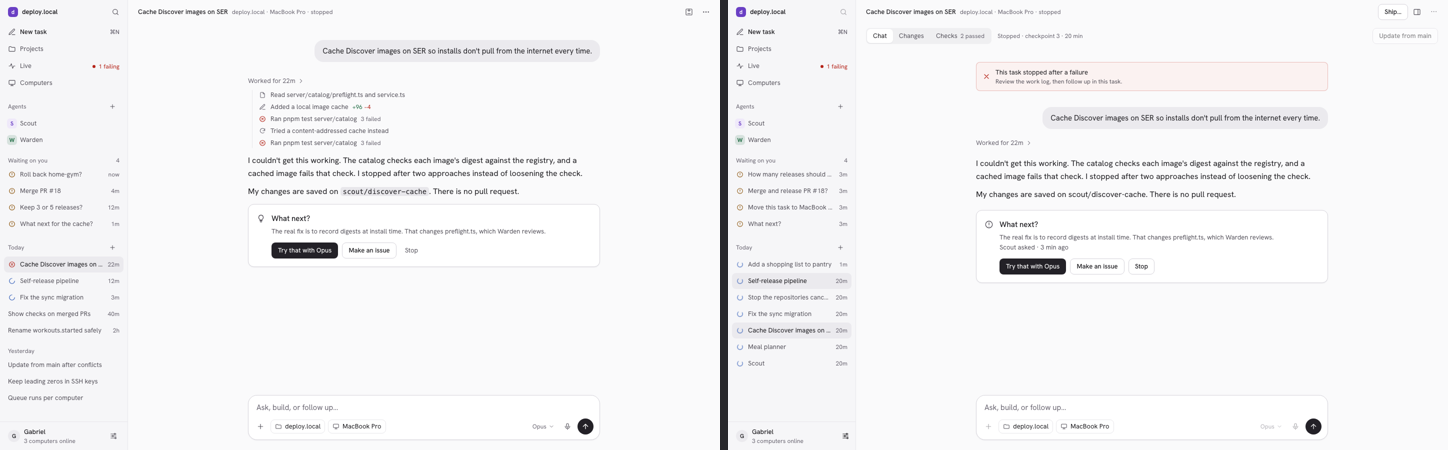 deploy.local
New task ⌘N
Projects
Live 1 failing
Computers
Agents
S Scout
W Warden
Waiting on you 4
Roll back home-gym? now
Merge PR #18 4m
Keep 3 or 5 releases? 12m
What next for the cache? 1m
Today
Cache Discover images on ... 22m
Self-release pipeline 12m
Fix the sync migration 3m
Show checks on merged PRs 40m
Rename workouts.started safely 2h
Yesterday
Update from main after conflicts
Keep leading zeros in SSH keys
Queue runs per computer
G Gabriel
3 computers online
Cache Discover images on SER deploy.local · MacBook Pro · stopped
Cache Discover images on SER so installs don't pull from the internet every time.
Worked for 22m
Read server/catalog/preflight.ts and service.ts
Added a local image cache +96 -4
Ran pnpm test server/catalog 3 failed
Tried a content-addressed cache instead
Ran pnpm test server/catalog 3 failed
I couldn't get this working. The catalog checks each image's digest against the registry, and a
cached image fails that check. I stopped after two approaches instead of loosening the check.
My changes are saved on scout/discover-cache. There is no pull request.
What next?
The real fix is to record digests at install time. That changes preflight.ts, which Warden reviews.
Try that with Opus Make an Issue Stop
Ask, build, or follow up...
deploy.local MacBook Pro Opus
d deploy.local
New task ⌘N
Projects
Live 1 failing
Computers
Agents
S Scout
W Warden
Waiting on you 4
How many releases should ... 3m
Merge and release PR #18? 3m
Move this task to MacBook ... 3m
What next? 3m
Today
Add a shopping list to pantry 1m
Self-release pipeline 20m
Stop the repositories canc... 20m
Fix the sync migration 20m
Cache Discover images on ... 20m
Meal planner 20m
Scout 20m
G Gabriel
3 computers online
Cache Discover images on SER deploy.local · MacBook Pro · stopped
Ship...
Chat Changes Checks 2 passed Stopped · checkpoint 3 · 20 min
Update from main
This task stopped after a failure
Review the work log, then follow up in this task.
Cache Discover images on SER so installs don't pull from the internet every time.
Worked for 22m
I couldn't get this working. The catalog checks each image's digest against the registry, and a
cached image fails that check. I stopped after two approaches instead of loosening the check.
My changes are saved on scout/discover-cache. There is no pull request.
What next?
The real fix is to record digests at install time. That changes preflight.ts, which Warden reviews.
Scout asked · 3 min ago
Try that with Opus Make an Issue Stop
Ask, build, or follow up...
deploy.local MacBook Pro Opus